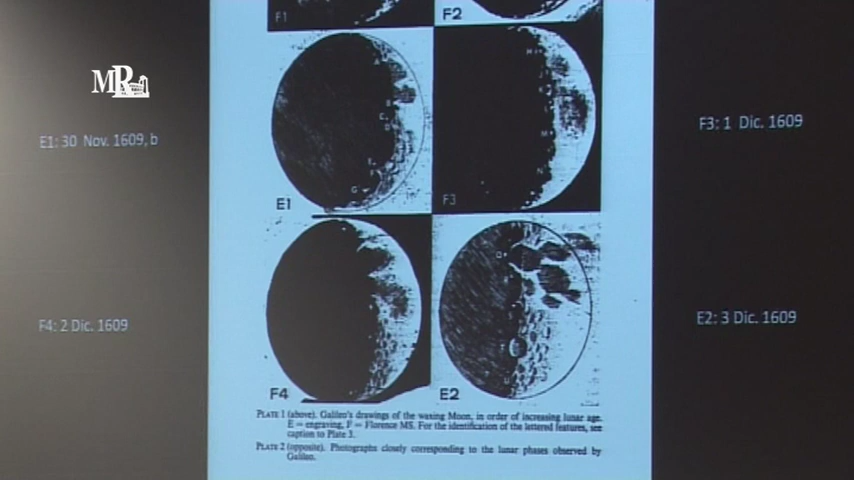 F1
F2
MR
E1: 30 Nov. 1609, b
F3: 1 Dic. 1609
E1
F3
F4: 2 Dic. 1609
E2: 3 Dic. 1609
F4
E2
PLATE 1 (above). Galileo's drawings of the waxing Moon, in order of increasing lunar age.
E = engraving, F = Florence MS. For the identification of the lettered features, see
caption to Plate 3.
PLATE 2 (opposite). Photographs closely corresponding to the lunar phases observed by
Galileo.